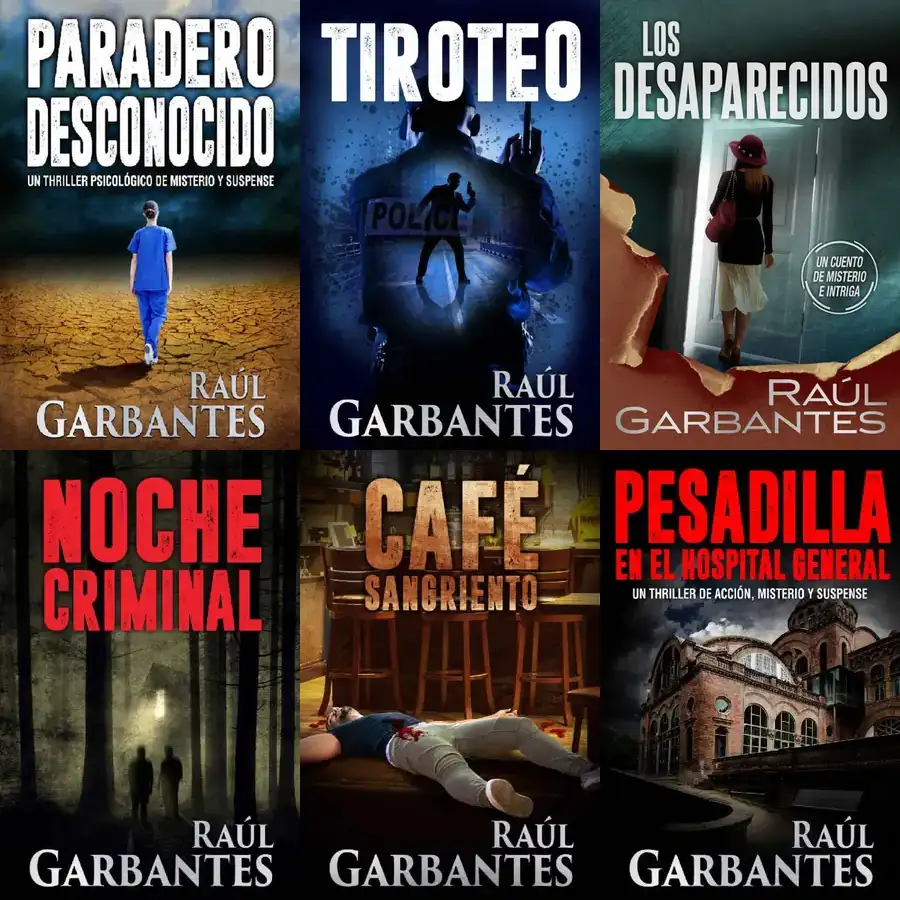 PARADERO
DESCONOCIDO
UN THRILLER PSICOLÓGICO DE MISTERIO Y SUSPENSE
RAÚL
GARBANTES
TIROTEO
POLICE
RAÚL
GARBANTES
LOS
DESAPARECIDOS
UN CUENTO
DE MISTERIO
E INTRIGA
RAÚL
GARBANTES
NOCHE
CRIMINAL
RAÚL
GARBANTES
CAFÉ
SANGRIENTO
RAÚL
GARBANTES
PESADILLA
EN EL HOSPITAL GENERAL
UN THRILLER DE ACCIÓN, MISTERIO Y SUSPENSE
RAÚL
GARBANTES